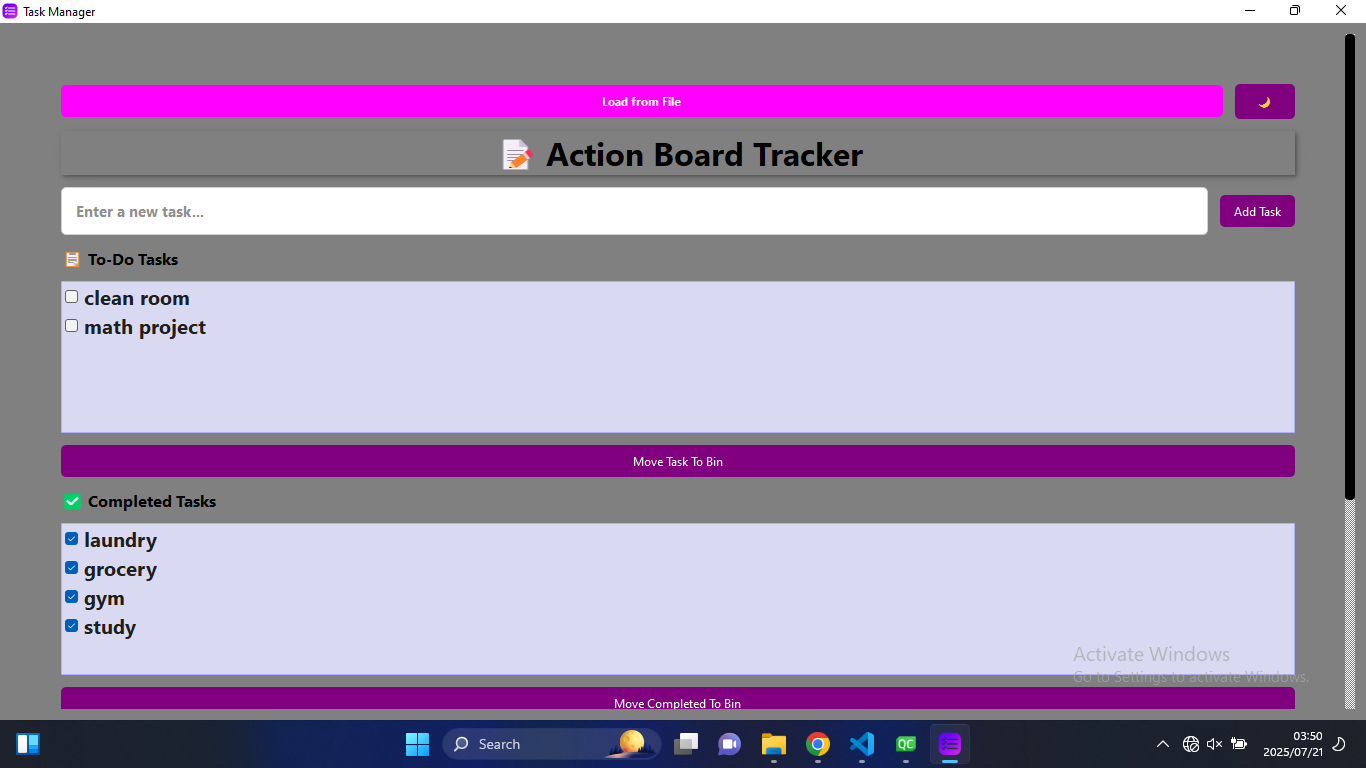 Task Manager
Load from File
Action Board Tracker
Enter a new task...
Add Task
To-Do Tasks
clean room
math project
Move Task To Bin
Completed Tasks
laundry
grocery
gym
study
Activate Windows
Go to Settings to activate Windows.
Move Completed To Bin
Search
QC
03:50
2025/07/21